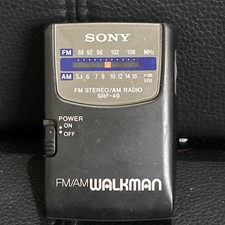 SONY
FM 88 92 96 102 108 MHz
AM 5.3 6 7 8 10 12 14 16 ×100 kHz
FM STEREO/AM RADIO
SRF-49
POWER
ON
OFF
FM/AM WALKMAN